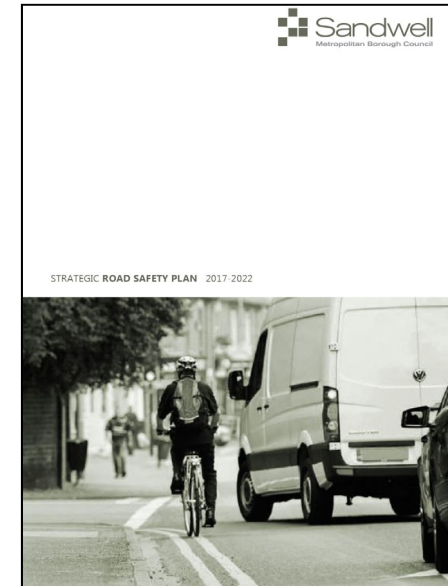 Sandwell
Metropolitan Borough Council
STRATEGIC ROAD SAFETY PLAN 2017-2022